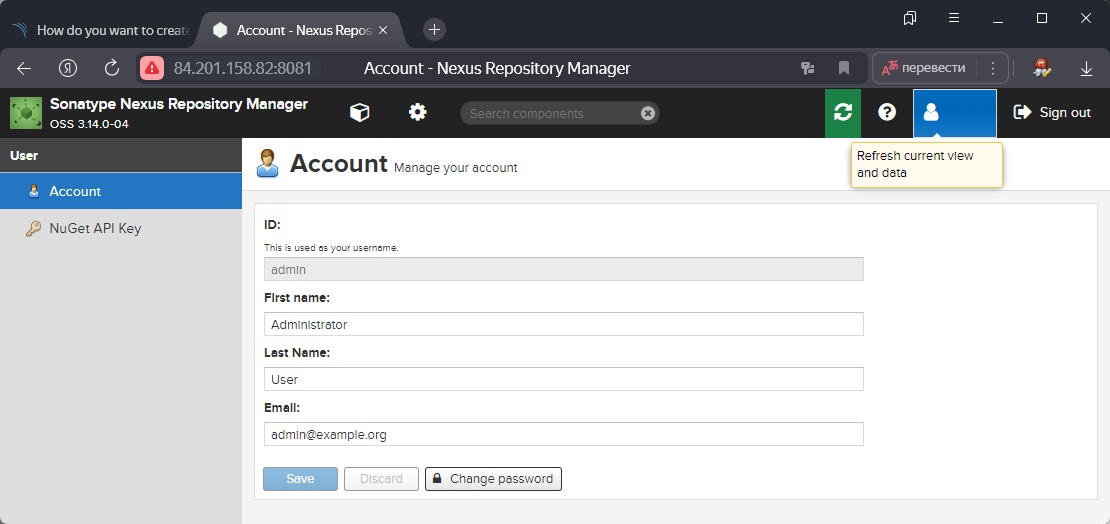 How do you want to create
Account - Nexus Repos
84.201.158.82:8081
Account - Nexus Repository Manager
перевести
Sonatype Nexus Repository Manager
OSS 3.14.0-04
Search components
Sign out
User
Account
Manage your account
Refresh current view
and data
Account
NuGet API Key
ID:
This is used as your username.
admin
First name:
Administrator
Last Name:
User
Email:
admin@example.org
Save
Discard
Change password